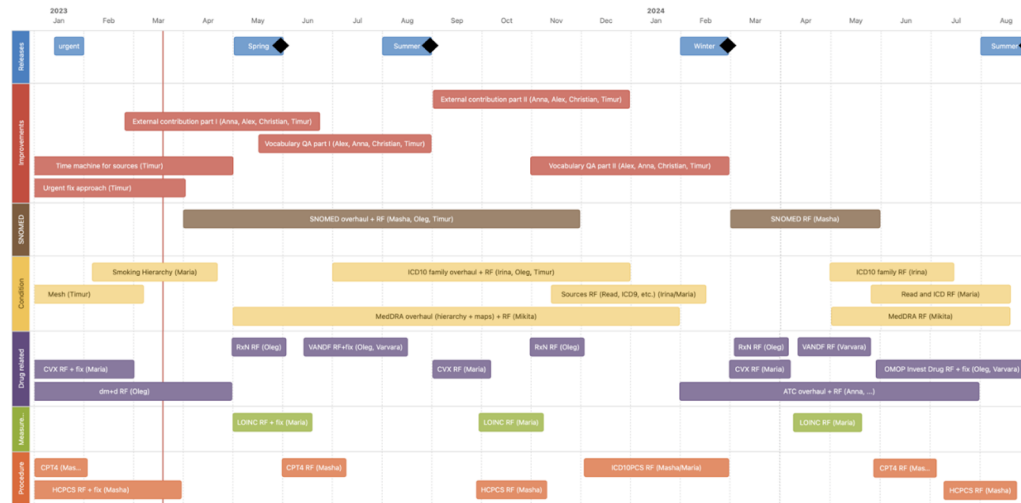 2023
2024
Jan Feb Mar Apr May Jun Jul Aug Sep Oct Nov Dec Jan Feb Mar Apr May Jun Jul Aug
Releases
urgent
Spring
Summer
Winter
Summer
Improvements
External contribution part II (Anna, Alex, Christian, Timur)
External contribution part I (Anna, Alex, Christian, Timur)
Vocabulary QA part I (Alex, Anna, Christian, Timur)
Time machine for sources (Timur)
Vocabulary QA part II (Alex, Anna, Christian, Timur)
Urgent fix approach (Timur)
SNOMED
SNOMED overhaul + RF (Masha, Oleg, Timur)
SNOMED RF (Masha)
Condition
Smoking Hierarchy (Maria)
ICD10 family overhaul + RF (Irina, Oleg, Timur)
ICD10 family RF (Irina)
Mesh (Timur)
Sources RF (Read, ICD9, etc.) (Irina/Maria)
Read and ICD RF (Maria)
MedDRA overhaul (hierarchy + maps) + RF (Mikita)
MedDRA RF (Mikita)
Drug related
RxN RF (Oleg)
VANDF RF+fix (Oleg, Varvara)
RxN RF (Oleg)
RxN RF (Oleg)
VANDF RF (Varvara)
CVX RF + fix (Maria)
CVX RF (Maria)
CVX RF (Maria)
OMOP Invest Drug RF + fix (Oleg, Varvara)
dm+d RF (Oleg)
ATC overhaul + RF (Anna, ...)
Measure...
LOINC RF + fix (Maria)
LOINC RF (Maria)
LOINC RF (Maria)
Procedure
CPT4 (Mas...
CPT4 RF (Masha)
ICD10PCS RF (Masha/Maria)
CPT4 RF (Mas...
HCPCS RF + fix (Masha)
HCPCS RF (Masha)
HCPCS RF (Masha)